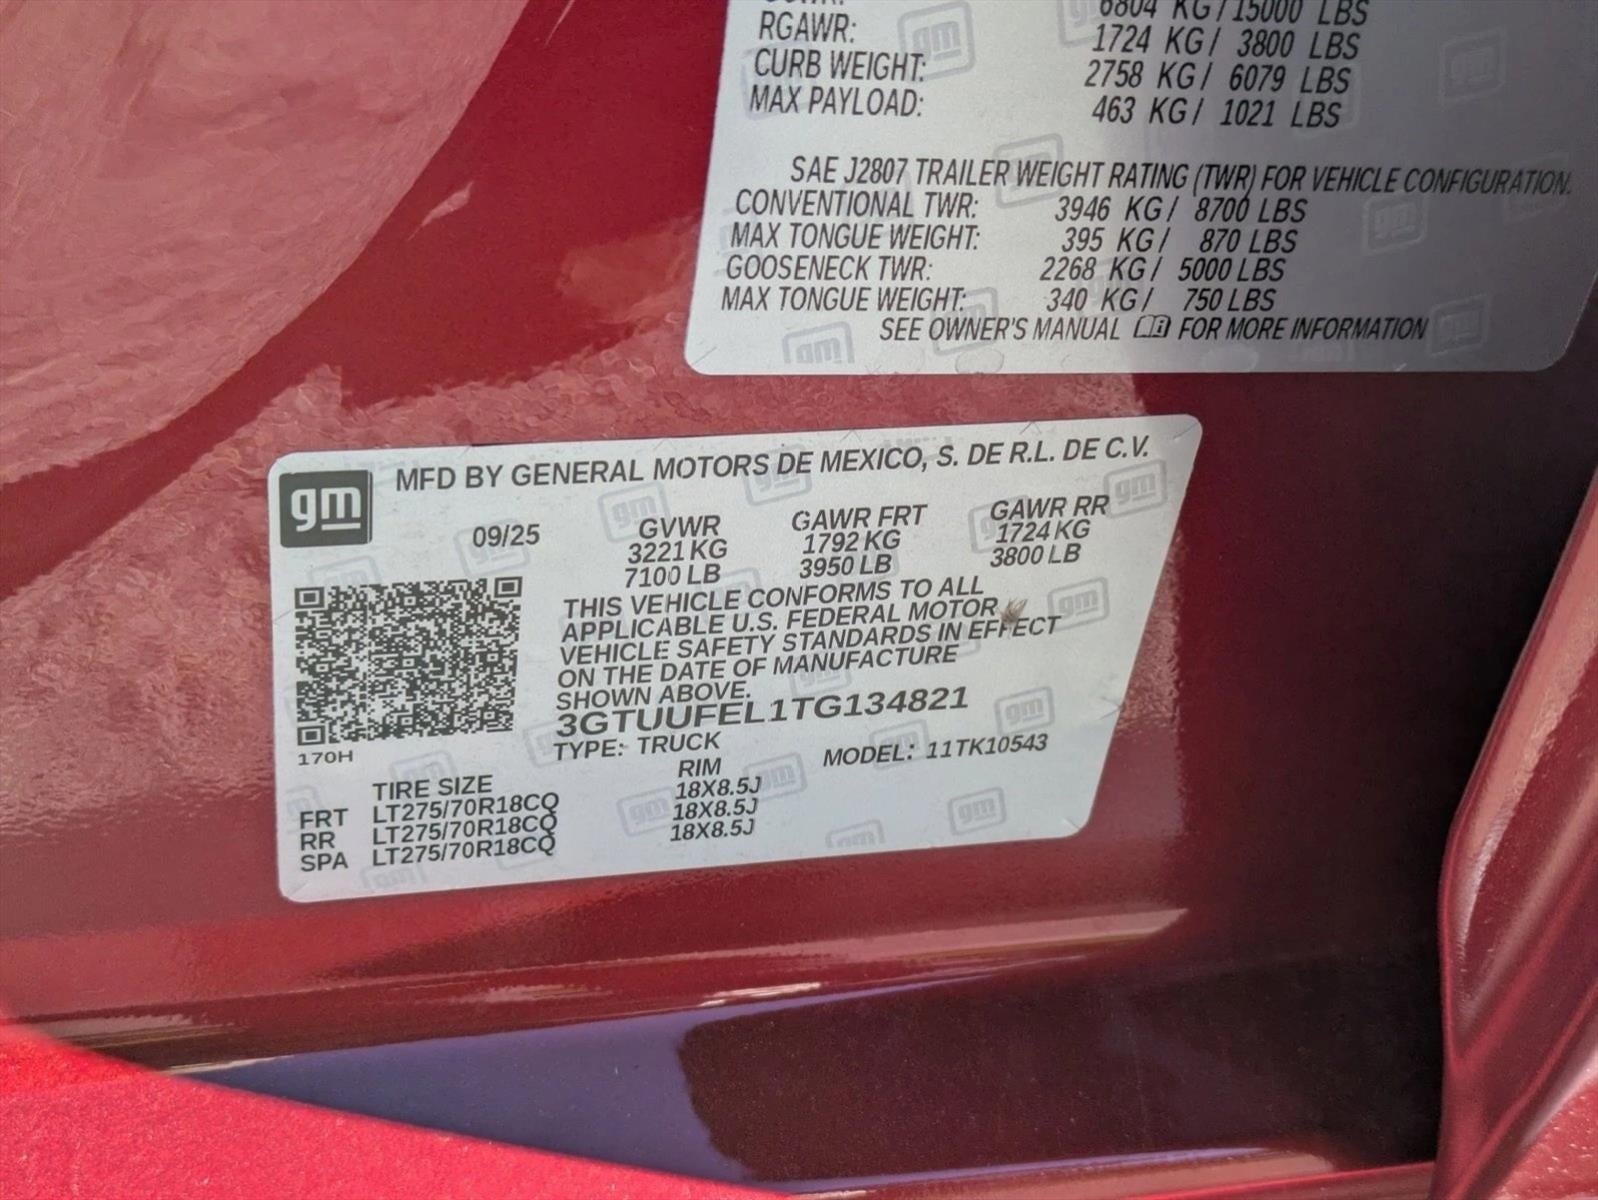 6804 KG / 15000 LBS
RGAWR: 1724 KG / 3800 LBS
CURB WEIGHT: 2758 KG / 6079 LBS
MAX PAYLOAD: 463 KG / 1021 LBS
SAE J2807 TRAILER WEIGHT RATING (TWR) FOR VEHICLE CONFIGURATION.
CONVENTIONAL TWR: 3946 KG / 8700 LBS
MAX TONGUE WEIGHT: 395 KG / 870 LBS
GOOSENECK TWR: 2268 KG / 5000 LBS
MAX TONGUE WEIGHT: 340 KG / 750 LBS
SEE OWNER'S MANUAL FOR MORE INFORMATION
gm
MFD BY GENERAL MOTORS DE MEXICO, S. DE R.L. DE C.V.
09/25 GVWR GAWR FRT GAWR RR
3221 KG 1792 KG 1724 KG
7100 LB 3950 LB 3800 LB
THIS VEHICLE CONFORMS TO ALL
APPLICABLE U.S. FEDERAL MOTOR
VEHICLE SAFETY STANDARDS IN EFFECT
ON THE DATE OF MANUFACTURE
SHOWN ABOVE.
3GTUUFEL1TG134821
170H
TYPE: TRUCK MODEL: 11TK10543
TIRE SIZE RIM
FRT LT275/70R18CQ 18X8.5J
RR LT275/70R18CQ 18X8.5J
SPA LT275/70R18CQ 18X8.5J